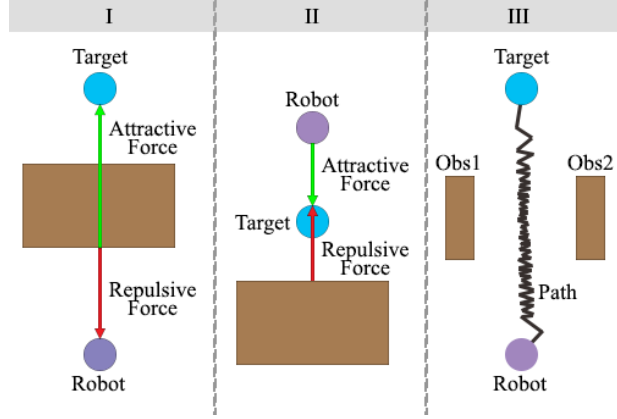 I
II
III
Target
Attractive
Force
Repulsive
Force
Robot
Robot
Attractive
Force
Target
Repulsive
Force
Target
Obs1
Obs2
Path
Robot